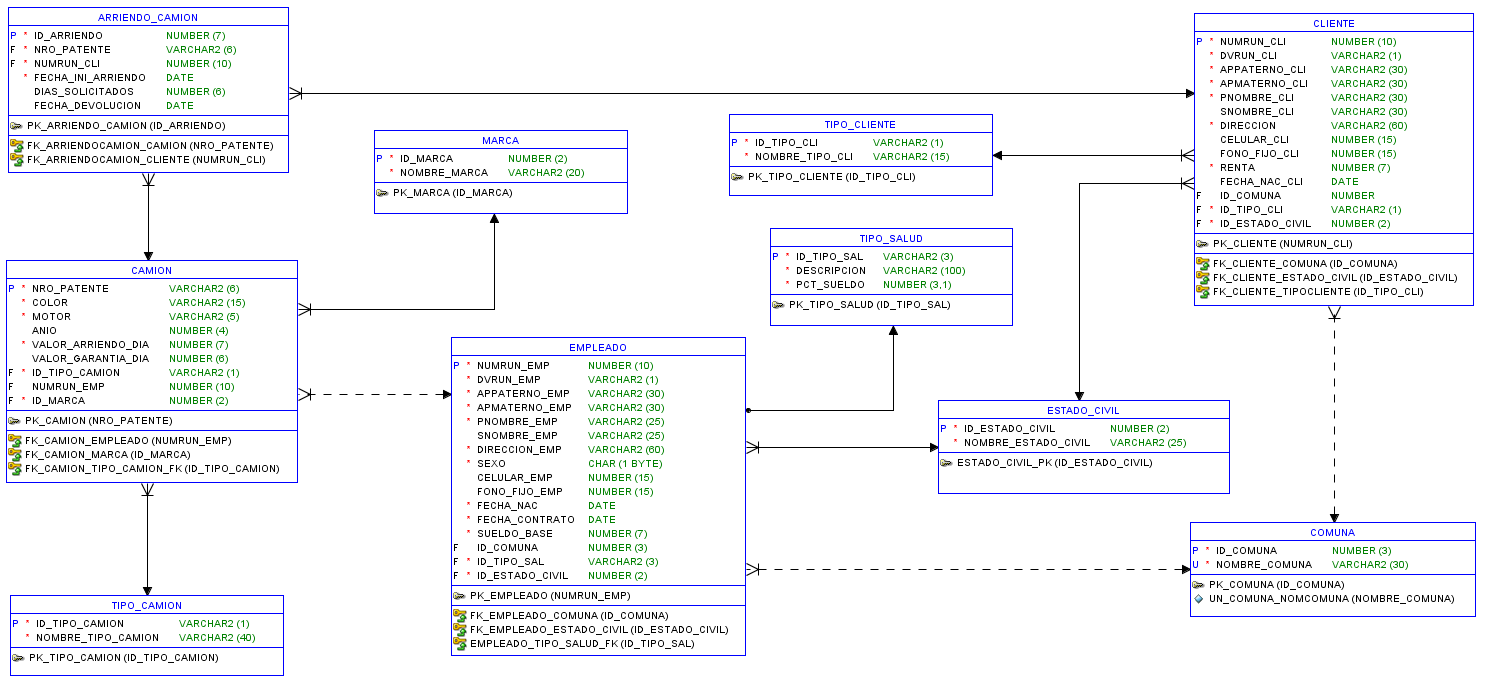 ARRIENDO_CAMION
P * ID_ARRIENDO NUMBER (7)
F * NRO_PATENTE VARCHAR2 (6)
F * NUMRUN_CLI NUMBER (10)
* FECHA_INI_ARRIENDO DATE
DIAS_SOLICITADOS NUMBER (6)
FECHA_DEVOLUCION DATE
PK_ARRIENDO_CAMION (ID_ARRIENDO)
FK_ARRIENDOCAMION_CAMION (NRO_PATENTE)
FK_ARRIENDOCAMION_CLIENTE (NUMRUN_CLI)
MARCA
P * ID_MARCA NUMBER (2)
* NOMBRE_MARCA VARCHAR2 (20)
PK_MARCA (ID_MARCA)
TIPO_CLIENTE
P * ID_TIPO_CLI VARCHAR2 (1)
* NOMBRE_TIPO_CLI VARCHAR2 (15)
PK_TIPO_CLIENTE (ID_TIPO_CLI)
CLIENTE
P * NUMRUN_CLI NUMBER (10)
* DVRUN_CLI VARCHAR2 (1)
* APPATERNO_CLI VARCHAR2 (30)
* APMATERNO_CLI VARCHAR2 (30)
* PNOMBRE_CLI VARCHAR2 (30)
SNOMBRE_CLI VARCHAR2 (30)
* DIRECCION VARCHAR2 (60)
CELULAR_CLI NUMBER (15)
FONO_FIJO_CLI NUMBER (15)
* RENTA NUMBER (7)
FECHA_NAC_CLI DATE
F ID_COMUNA NUMBER
F * ID_TIPO_CLI VARCHAR2 (1)
F * ID_ESTADO_CIVIL NUMBER (2)
PK_CLIENTE (NUMRUN_CLI)
FK_CLIENTE_COMUNA (ID_COMUNA)
FK_CLIENTE_ESTADO_CIVIL (ID_ESTADO_CIVIL)
FK_CLIENTE_TIPOCLIENTE (ID_TIPO_CLI)
TIPO_SALUD
P * ID_TIPO_SAL VARCHAR2 (3)
* DESCRIPCION VARCHAR2 (100)
* PCT_SUELDO NUMBER (3,1)
PK_TIPO_SALUD (ID_TIPO_SAL)
CAMION
P * NRO_PATENTE VARCHAR2 (6)
* COLOR VARCHAR2 (15)
* MOTOR VARCHAR2 (5)
ANIO NUMBER (4)
* VALOR_ARRIENDO_DIA NUMBER (7)
VALOR_GARANTIA_DIA NUMBER (6)
F * ID_TIPO_CAMION VARCHAR2 (1)
F NUMRUN_EMP NUMBER (10)
F * ID_MARCA NUMBER (2)
PK_CAMION (NRO_PATENTE)
FK_CAMION_EMPLEADO (NUMRUN_EMP)
FK_CAMION_MARCA (ID_MARCA)
FK_CAMION_TIPO_CAMION_FK (ID_TIPO_CAMION)
EMPLEADO
P * NUMRUN_EMP NUMBER (10)
* DVRUN_EMP VARCHAR2 (1)
* APPATERNO_EMP VARCHAR2 (30)
* APMATERNO_EMP VARCHAR2 (30)
* PNOMBRE_EMP VARCHAR2 (25)
SNOMBRE_EMP VARCHAR2 (25)
* DIRECCION_EMP VARCHAR2 (60)
* SEXO CHAR (1 BYTE)
CELULAR_EMP NUMBER (15)
FONO_FIJO_EMP NUMBER (15)
* FECHA_NAC DATE
* FECHA_CONTRATO DATE
* SUELDO_BASE NUMBER (7)
F ID_COMUNA NUMBER (3)
F * ID_TIPO_SAL VARCHAR2 (3)
F * ID_ESTADO_CIVIL NUMBER (2)
PK_EMPLEADO (NUMRUN_EMP)
FK_EMPLEADO_COMUNA (ID_COMUNA)
FK_EMPLEADO_ESTADO_CIVIL (ID_ESTADO_CIVIL)
EMPLEADO_TIPO_SALUD_FK (ID_TIPO_SAL)
ESTADO_CIVIL
P * ID_ESTADO_CIVIL NUMBER (2)
* NOMBRE_ESTADO_CIVIL VARCHAR2 (25)
ESTADO_CIVIL_PK (ID_ESTADO_CIVIL)
COMUNA
P * ID_COMUNA NUMBER (3)
U * NOMBRE_COMUNA VARCHAR2 (30)
PK_COMUNA (ID_COMUNA)
UN_COMUNA_NOMCOMUNA (NOMBRE_COMUNA)
TIPO_CAMION
P * ID_TIPO_CAMION VARCHAR2 (1)
* NOMBRE_TIPO_CAMION VARCHAR2 (40)
PK_TIPO_CAMION (ID_TIPO_CAMION)